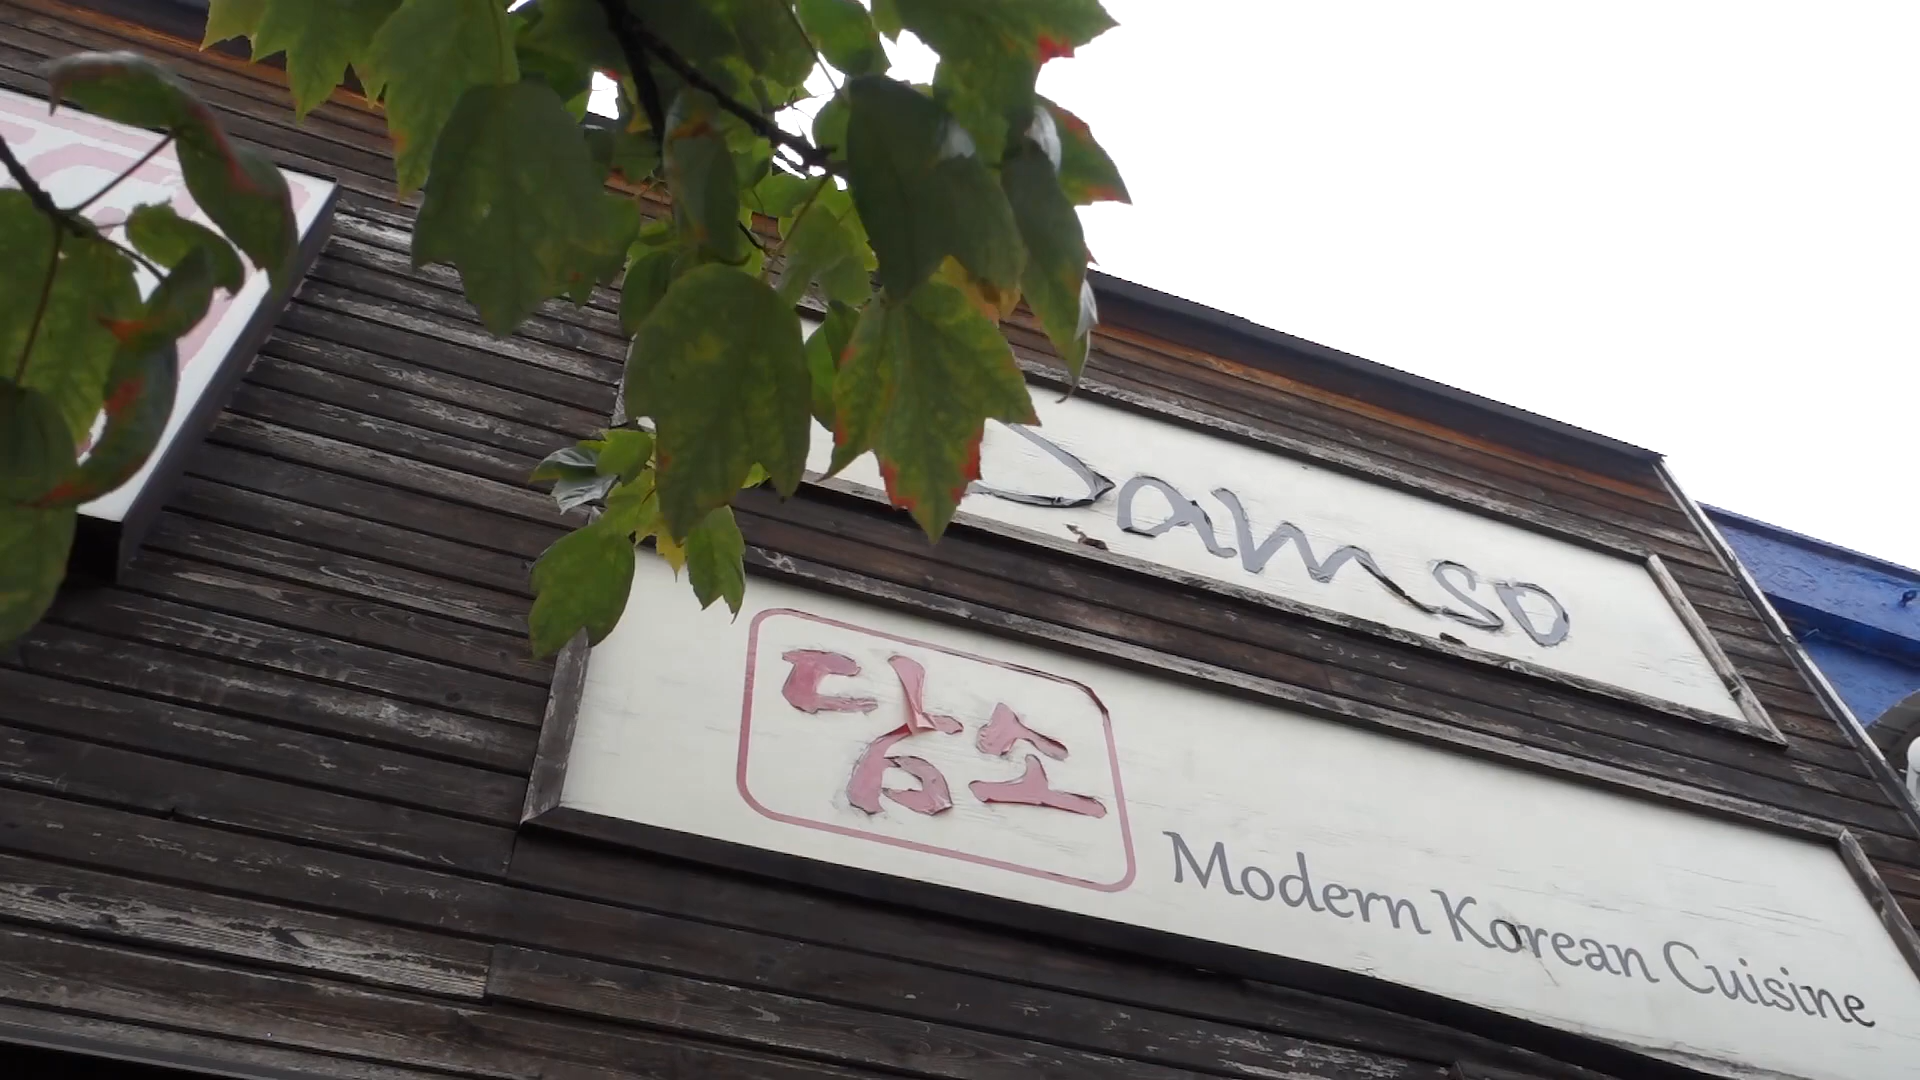 Damso
담소
Modern Korean Cuisine